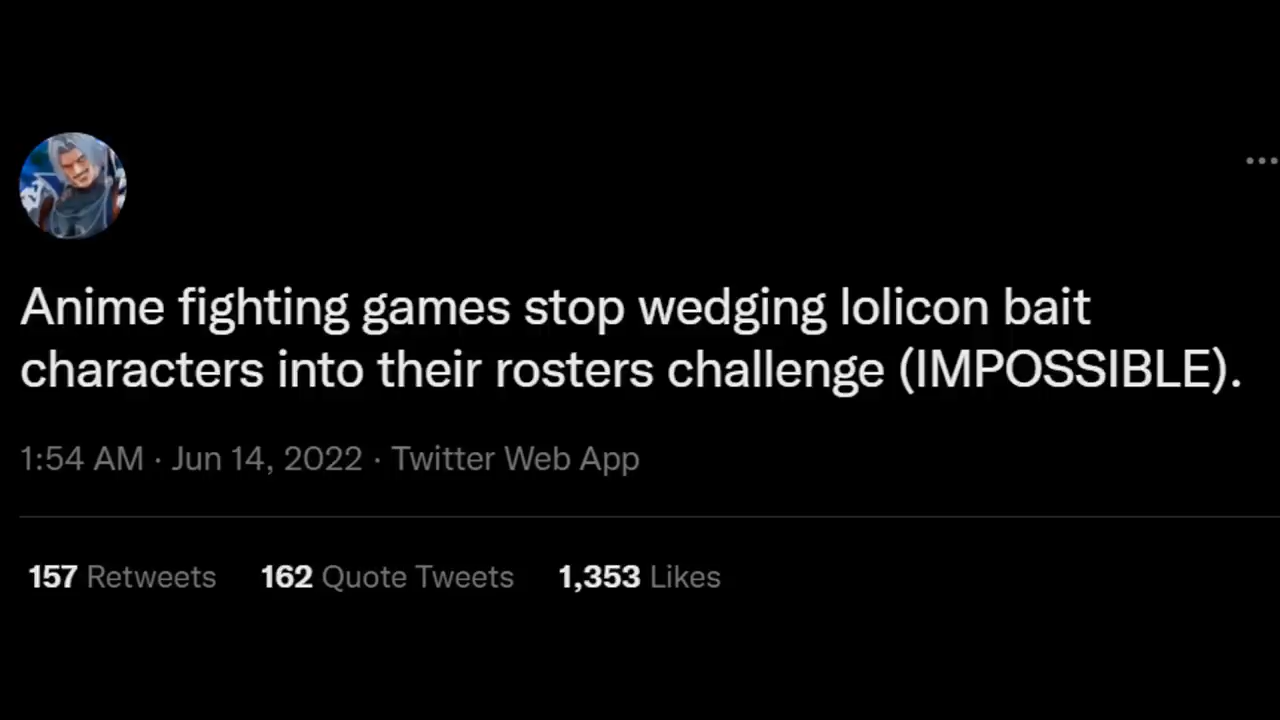 Anime fighting games stop wedging lolicon bait
characters into their rosters challenge (IMPOSSIBLE).
1:54 AM · Jun 14, 2022 · Twitter Web App
157 Retweets 162 Quote Tweets 1,353 Likes